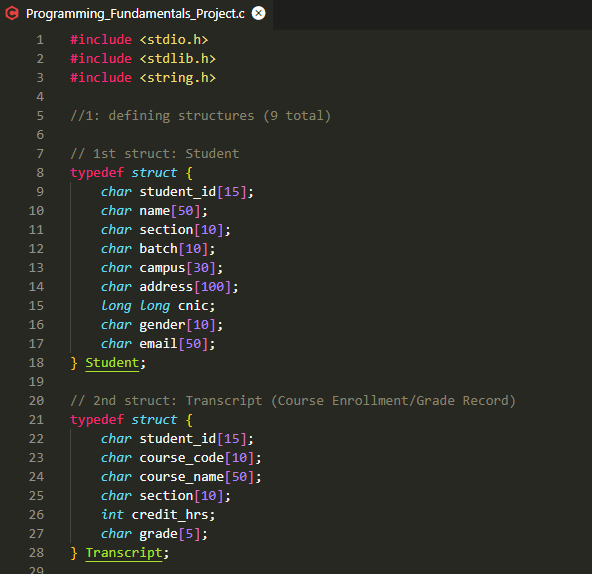 Programming_Fundamentals_Project.c
1 #include <stdio.h>
2 #include <stdlib.h>
3 #include <string.h>
4
5 //1: defining structures (9 total)
6
7 // 1st struct: Student
8 typedef struct {
9     char student_id[15];
10     char name[50];
11     char section[10];
12     char batch[10];
13     char campus[30];
14     char address[100];
15     long long cnic;
16     char gender[10];
17     char email[50];
18 } Student;
19
20 // 2nd struct: Transcript (Course Enrollment/Grade Record)
21 typedef struct {
22     char student_id[15];
23     char course_code[10];
24     char course_name[50];
25     char section[10];
26     int credit_hrs;
27     char grade[5];
28 } Transcript;
29